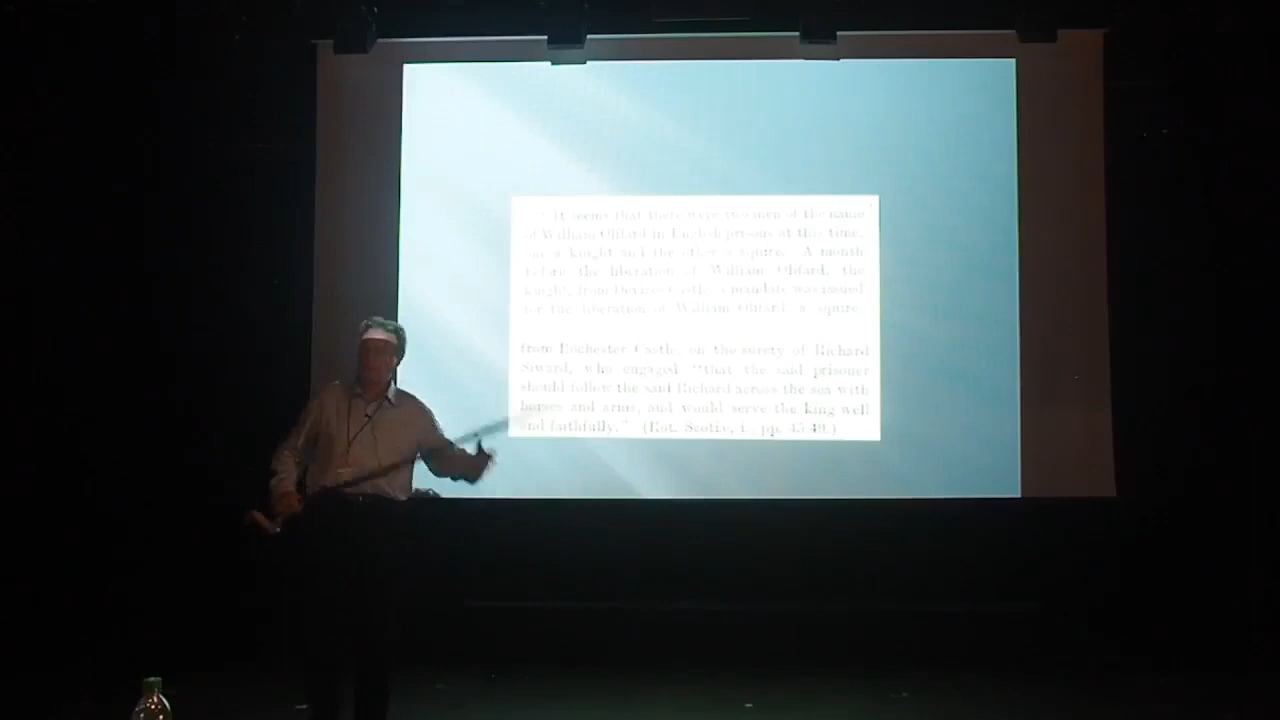 It seems that there were two men of the name
of William Olifard in English prisons at this time,
one a knight and the other a squire. A month
before the liberation of William Olifard, the
knight, from Devizes Castle, a mandate was issued
for the liberation of William Olifard, a squire,
from Rochester Castle, on the surety of Richard
Siward, who engaged "that the said prisoner
should follow the said Richard across the sea with
horses and arms, and would serve the king well
and faithfully." (Rot. Scotiæ, i. pp. 45.49.)